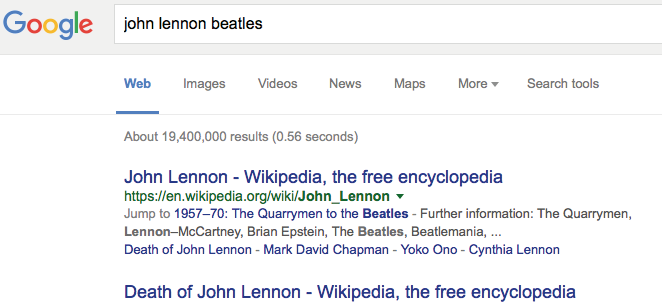 Google john lennon beatles
Web Images Videos News Maps More Search tools
About 19,400,000 results (0.56 seconds)
John Lennon - Wikipedia, the free encyclopedia
https://en.wikipedia.org/wiki/John_Lennon
Jump to 1957–70: The Quarrymen to the Beatles - Further information: The Quarrymen,
Lennon–McCartney, Brian Epstein, The Beatles, Beatlemania, ...
Death of John Lennon - Mark David Chapman - Yoko Ono - Cynthia Lennon
Death of John Lennon - Wikipedia, the free encyclopedia